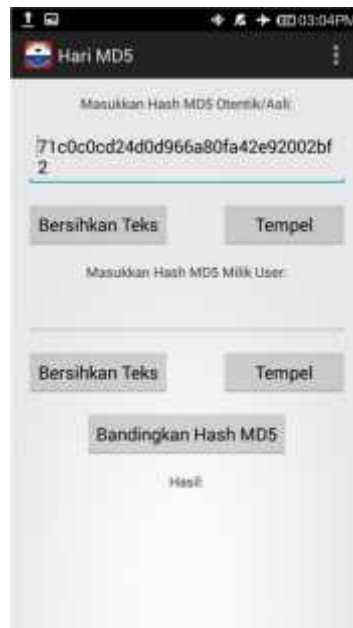 03:04PM
Hari MD5
Masukkan Hash MD5 Otentik/Asli:
71c0c0cd24d0d966a80fa42e92002bf
2
Bersihkan Teks Tempel
Masukkan Hash MD5 Milik User:
Bersihkan Teks Tempel
Bandingkan Hash MD5
Hasil: